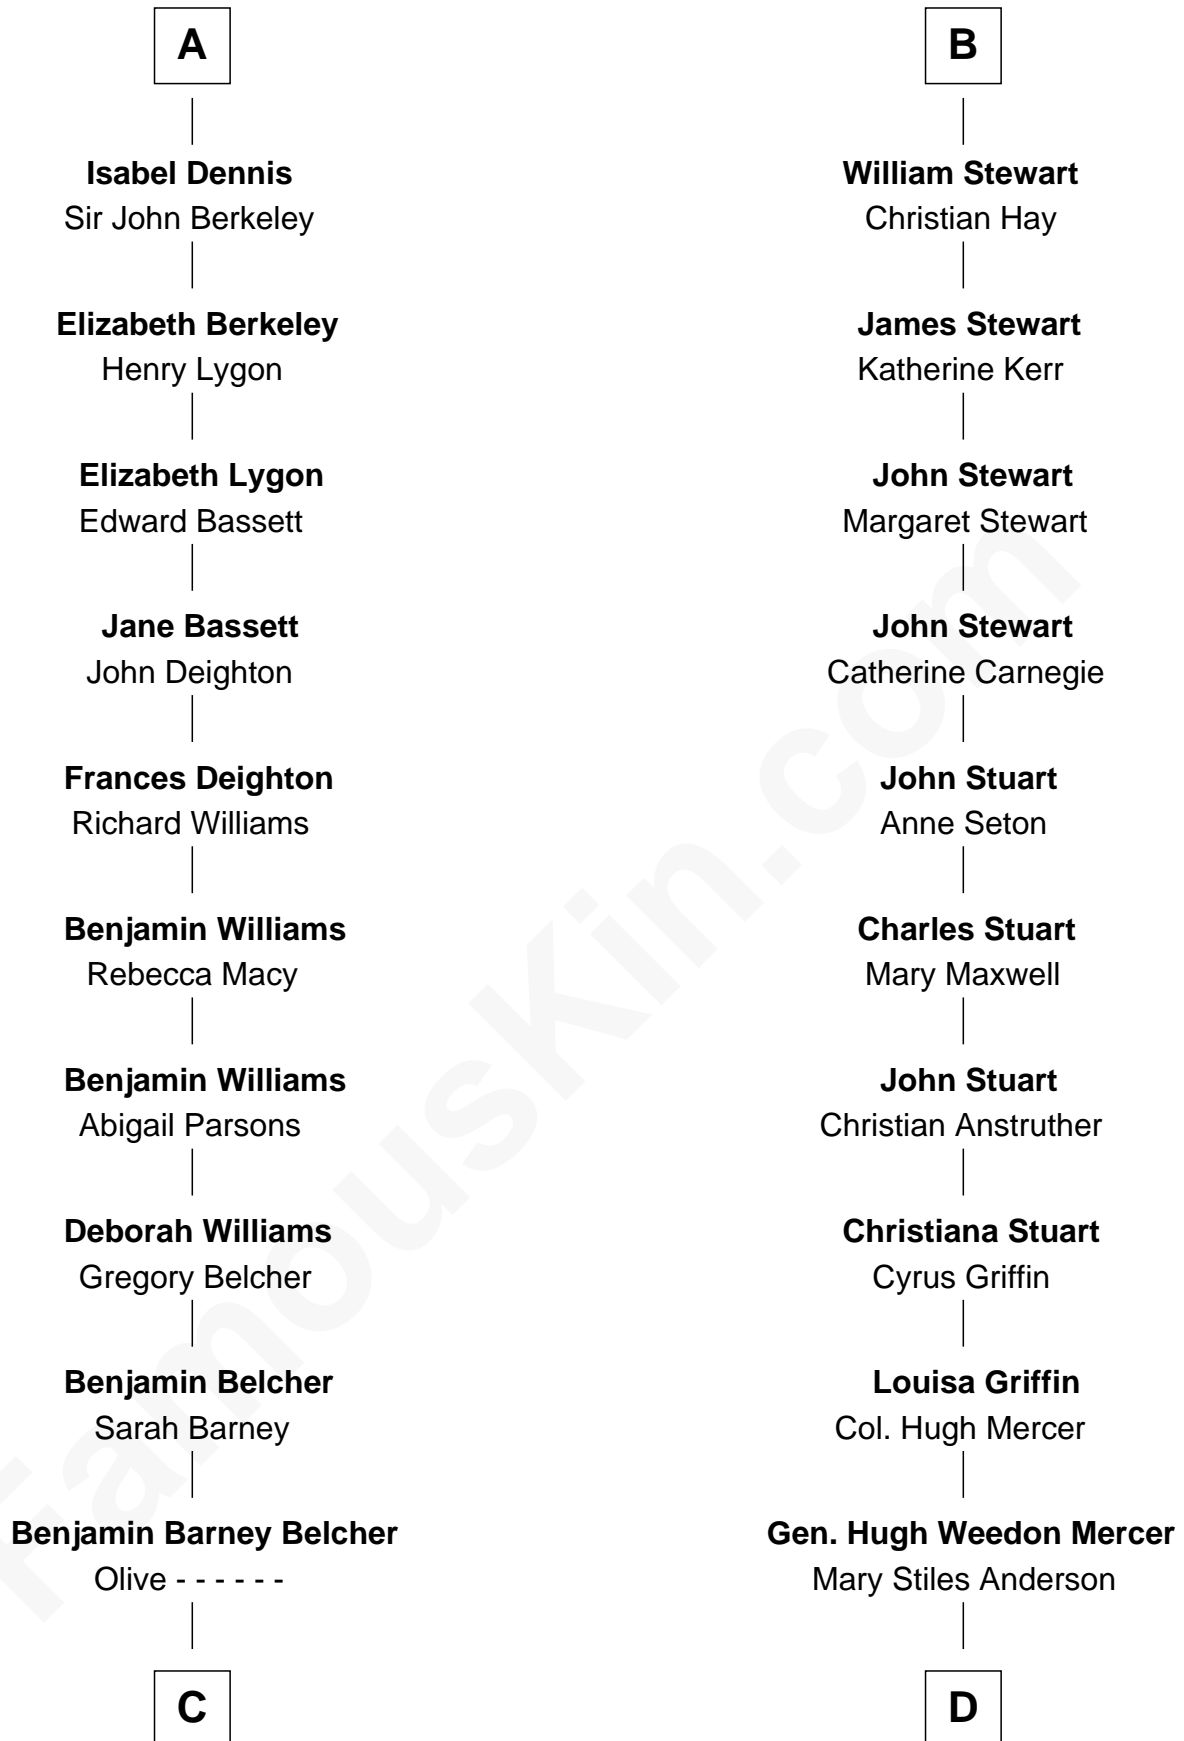 A
Isabel Dennis
Sir John Berkeley
Elizabeth Berkeley
Henry Lygon
Elizabeth Lygon
Edward Bassett
Jane Bassett
John Deighton
Frances Deighton
Richard Williams
Benjamin Williams
Rebecca Macy
Benjamin Williams
Abigail Parsons
Deborah Williams
Gregory Belcher
Benjamin Belcher
Sarah Barney
Benjamin Barney Belcher
Olive - - - - - -
C
B
William Stewart
Christian Hay
James Stewart
Katherine Kerr
John Stewart
Margaret Stewart
John Stewart
Catherine Carnegie
John Stuart
Anne Seton
Charles Stuart
Mary Maxwell
John Stuart
Christian Anstruther
Christiana Stuart
Cyrus Griffin
Louisa Griffin
Col. Hugh Mercer
Gen. Hugh Weedon Mercer
Mary Stiles Anderson
D
FamousKin.com